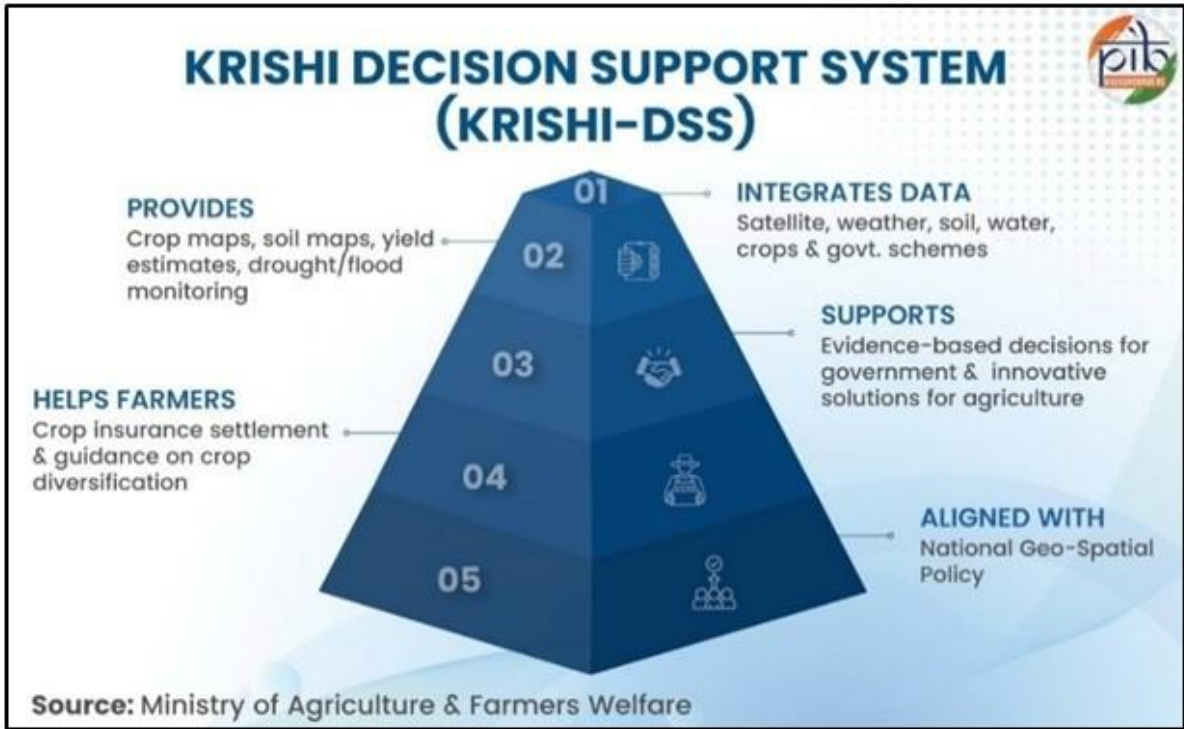 KRISHI DECISION SUPPORT SYSTEM
(KRISHI-DSS)
pib
01
INTEGRATES DATA
Satellite, weather, soil, water,
crops & govt. schemes
PROVIDES
Crop maps, soil maps, yield
estimates, drought/flood
monitoring
02
SUPPORTS
Evidence-based decisions for
government & innovative
solutions for agriculture
03
HELPS FARMERS
Crop insurance settlement
& guidance on crop
diversification
04
ALIGNED WITH
National Geo-Spatial
Policy
05
Source: Ministry of Agriculture & Farmers Welfare